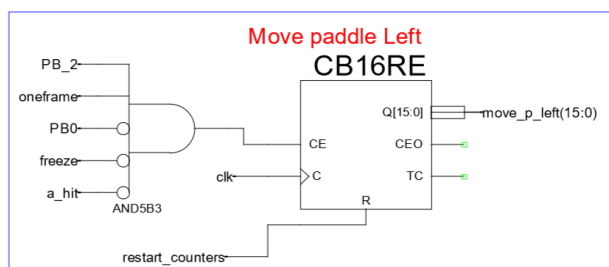 Move paddle Left
CB16RE
PB_2
oneframe
PB0
freeze
a_hit
AND5B3
clk
CE
C
R
Q[15:0]
CEO
TC
move_p_left(15:0)
restart_counters